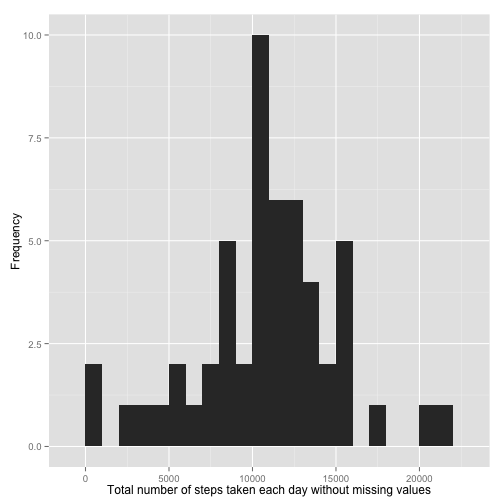 10.0
7.5
5.0
2.5
0.0
Frequency
0 5000 10000 15000 20000
Total number of steps taken each day without missing values